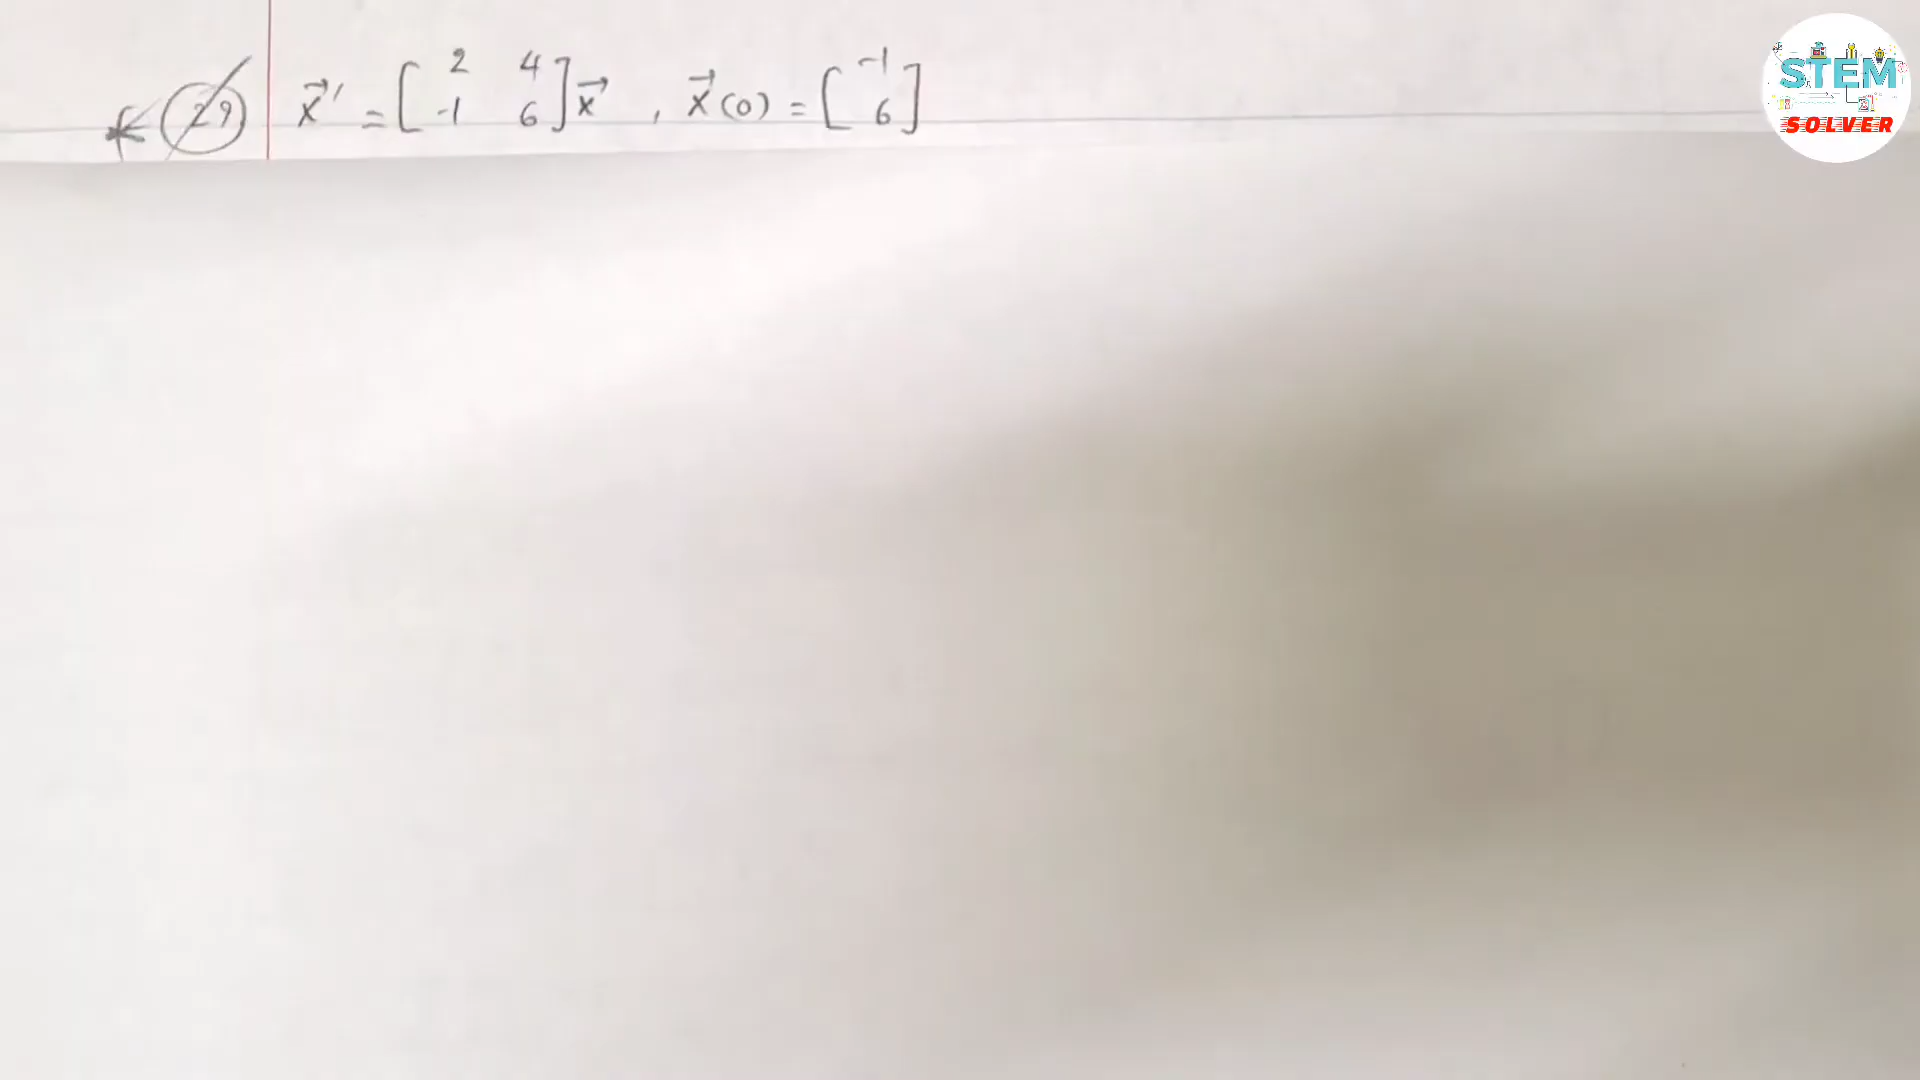 29 x⃗' = [2 4; -1 6] x⃗ , x⃗(0) = [-1; 6]
STEM
SOLVER